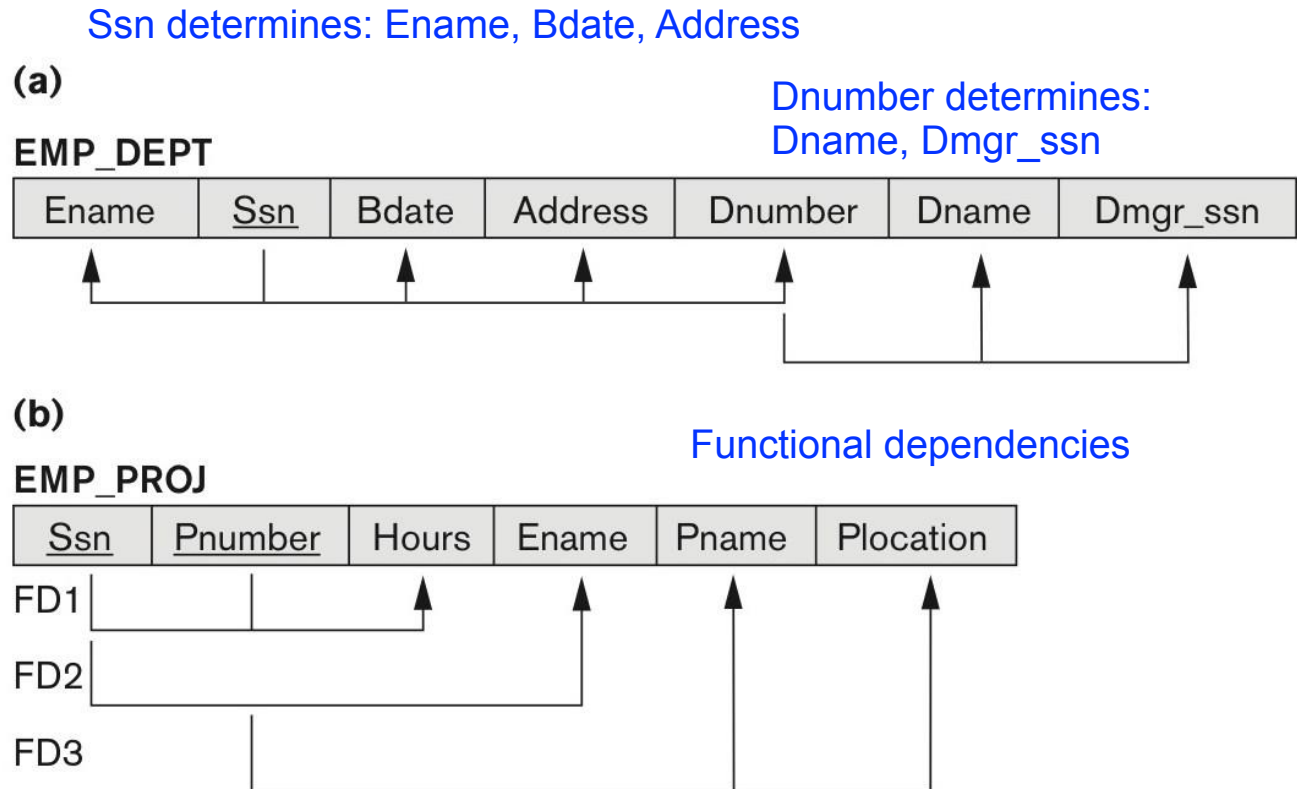 Ssn determines: Ename, Bdate, Address
(a)
Dnumber determines:
Dname, Dmgr_ssn
EMP_DEPT
Ename Ssn Bdate Address Dnumber Dname Dmgr_ssn
(b)
Functional dependencies
EMP_PROJ
Ssn Pnumber Hours Ename Pname Plocation
FD1
FD2
FD3